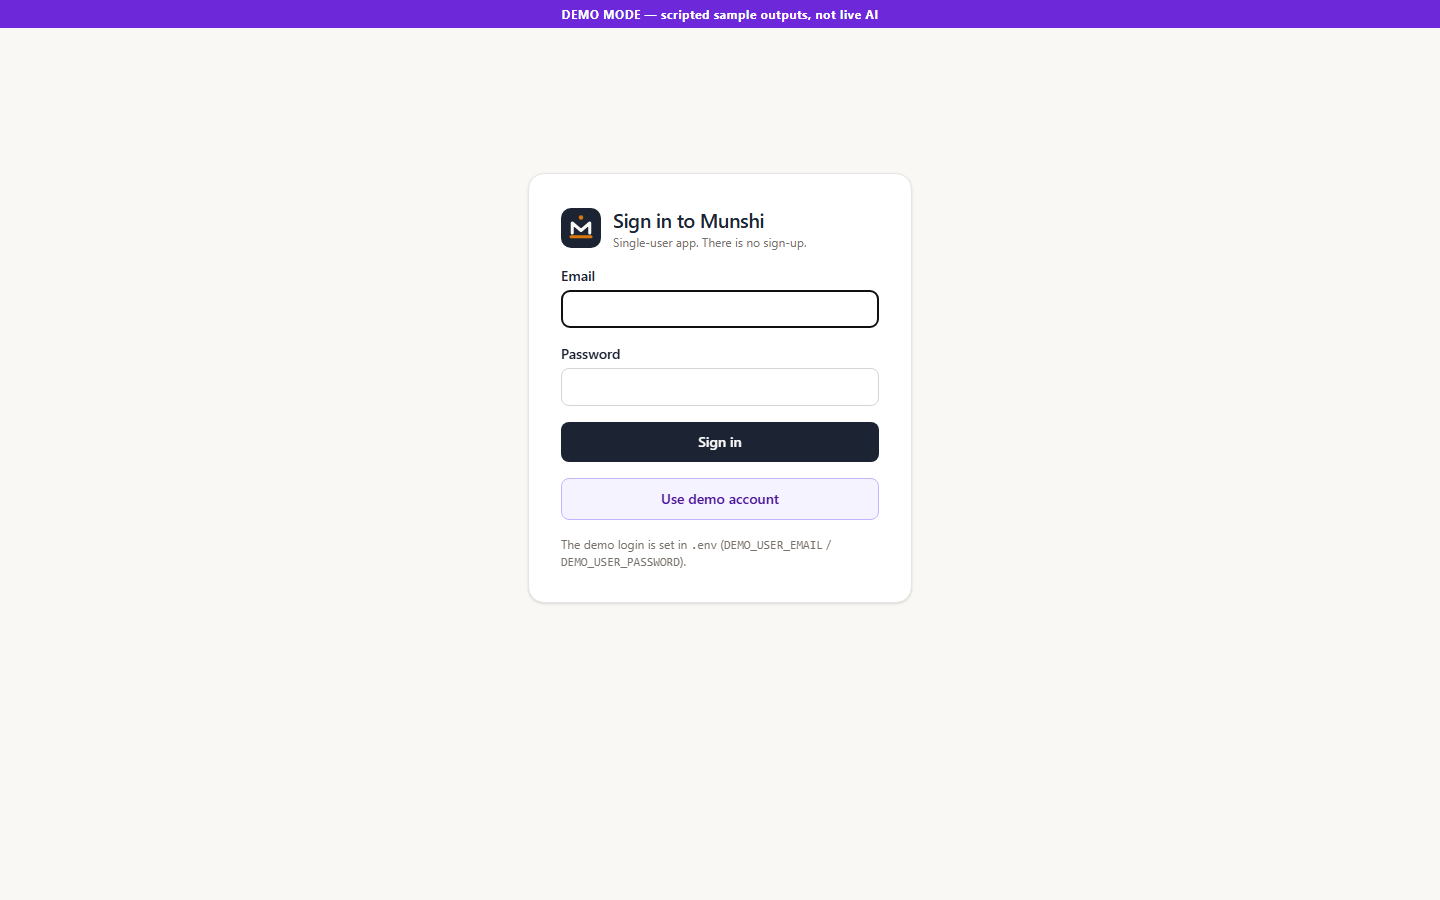 DEMO MODE — scripted sample outputs, not live AI
Sign in to Munshi
Single-user app. There is no sign-up.
Email
Password
Sign in
Use demo account
The demo login is set in .env (DEMO_USER_EMAIL /
DEMO_USER_PASSWORD).